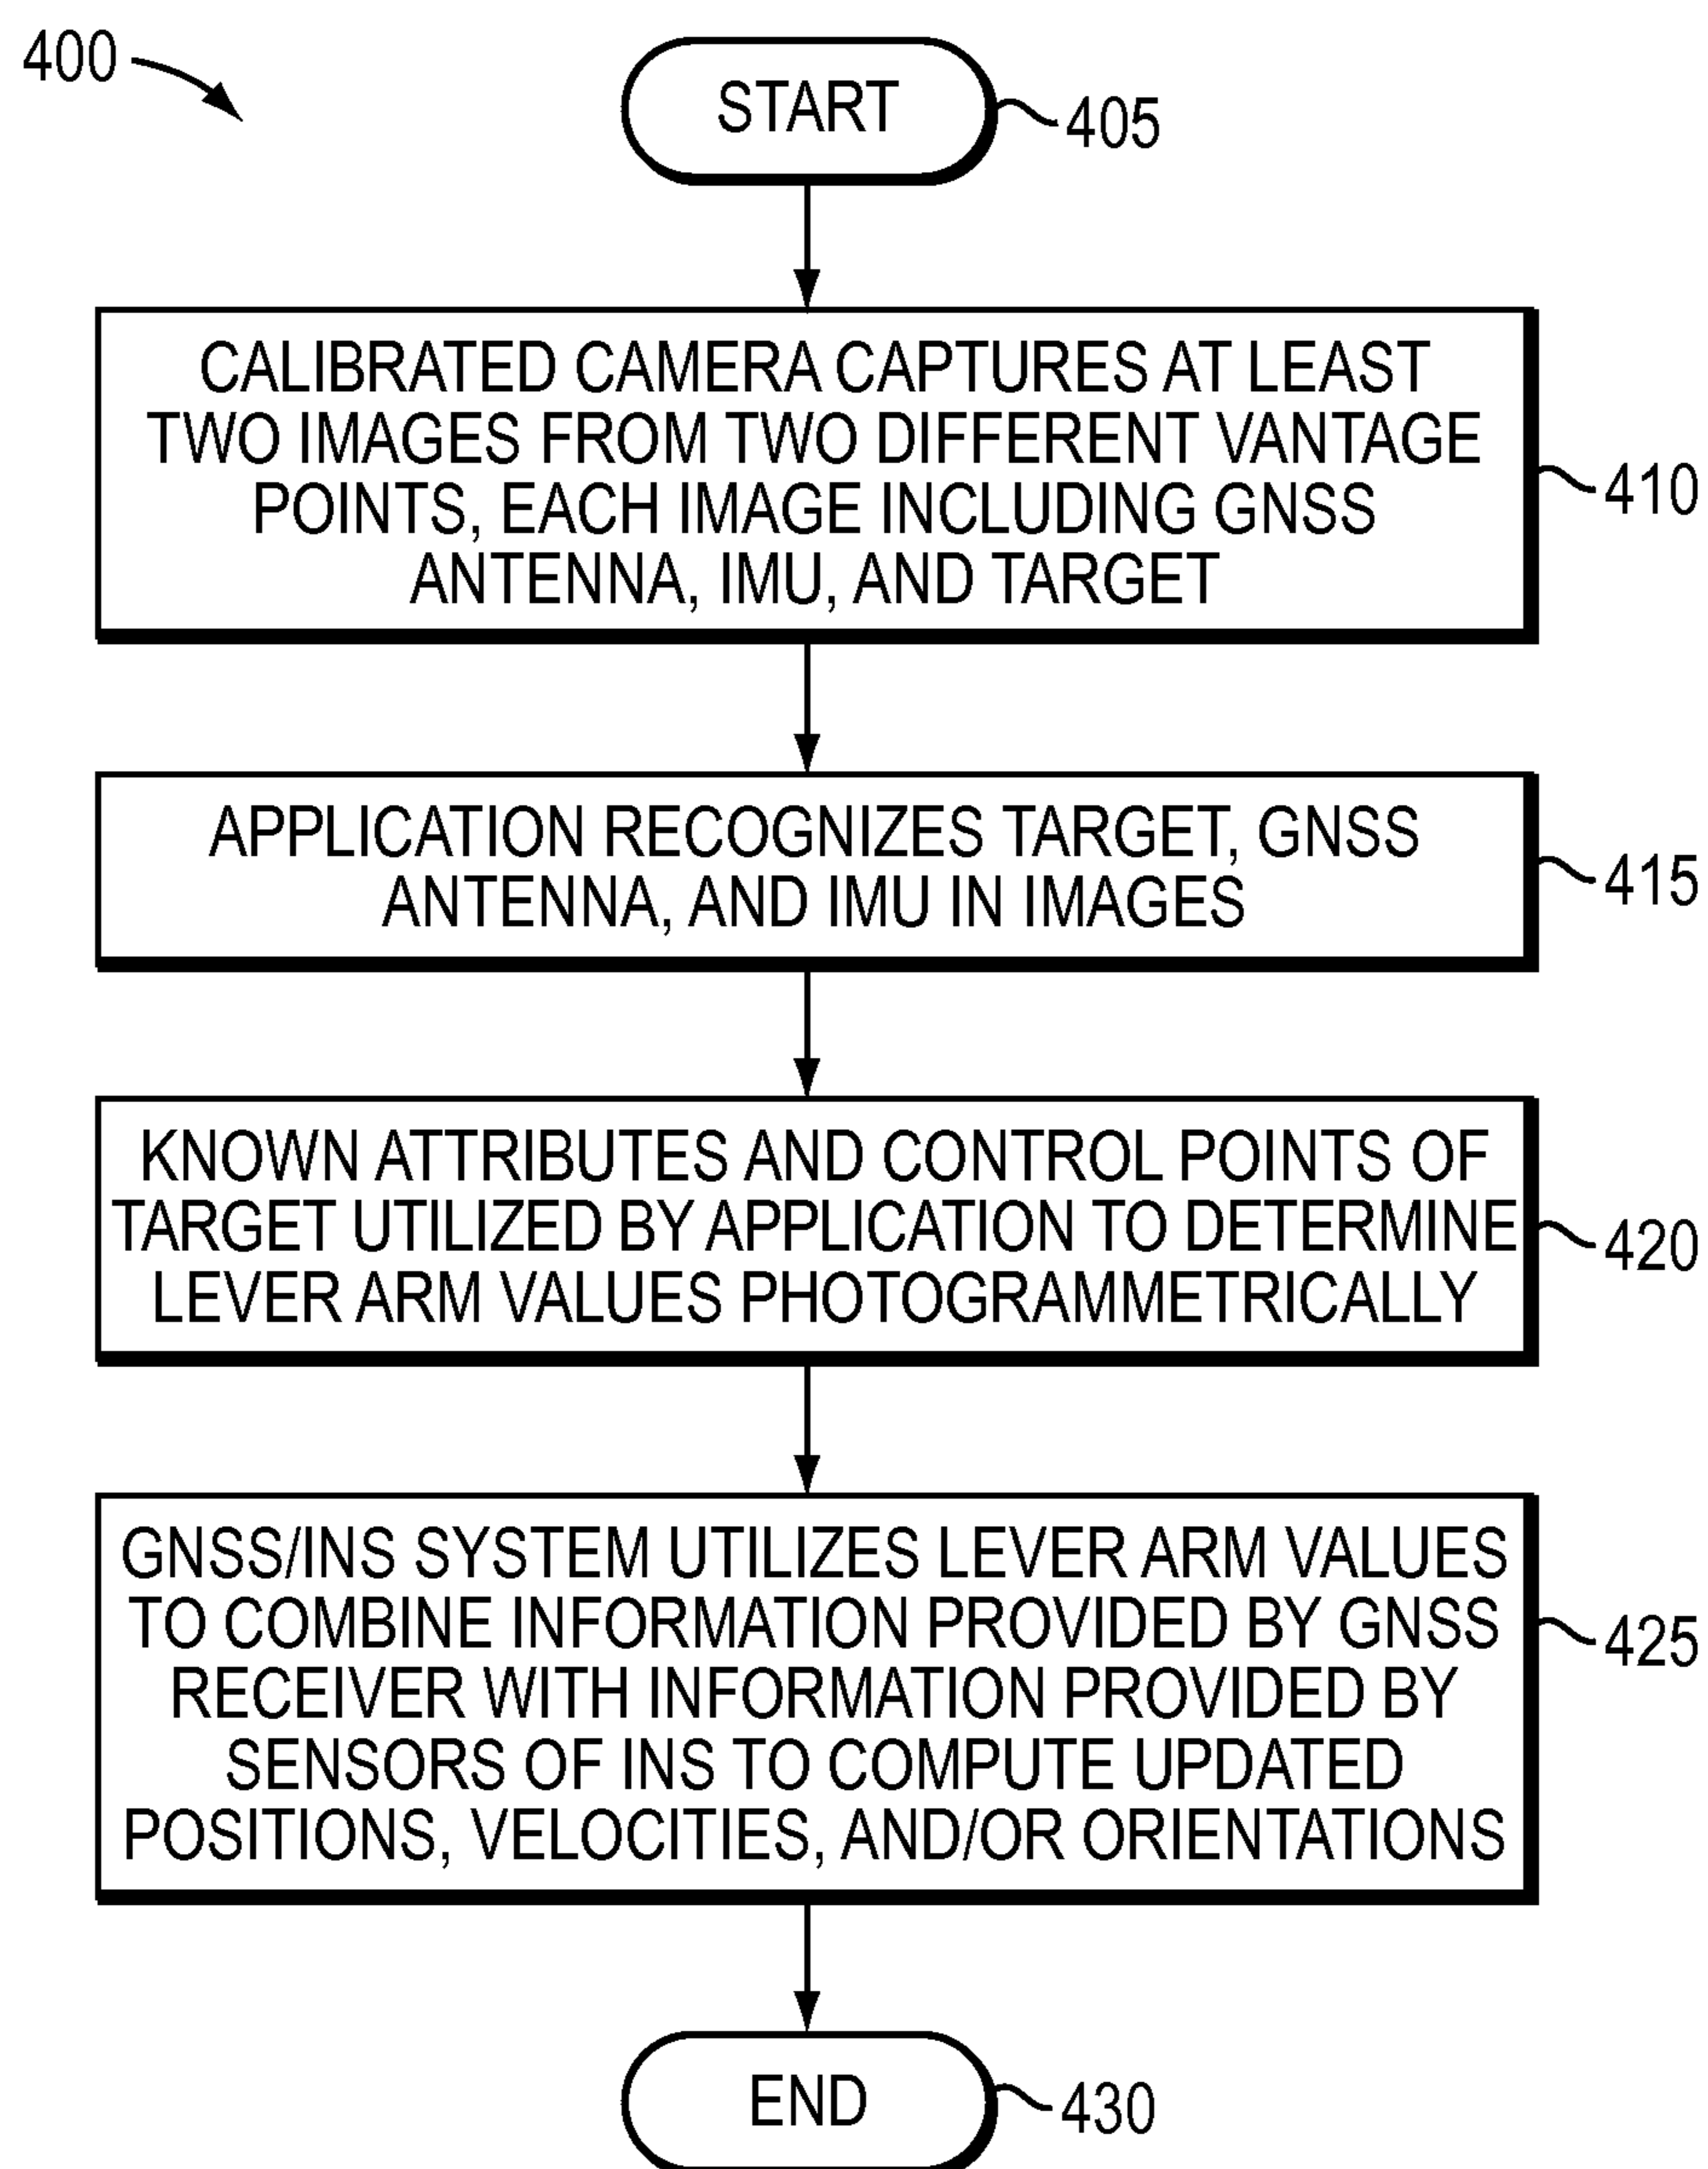 400
START
405
CALIBRATED CAMERA CAPTURES AT LEAST
TWO IMAGES FROM TWO DIFFERENT VANTAGE
POINTS, EACH IMAGE INCLUDING GNSS
ANTENNA, IMU, AND TARGET
410
APPLICATION RECOGNIZES TARGET, GNSS
ANTENNA, AND IMU IN IMAGES
415
KNOWN ATTRIBUTES AND CONTROL POINTS OF
TARGET UTILIZED BY APPLICATION TO DETERMINE
LEVER ARM VALUES PHOTOGRAMMETRICALLY
420
GNSS/INS SYSTEM UTILIZES LEVER ARM VALUES
TO COMBINE INFORMATION PROVIDED BY GNSS
RECEIVER WITH INFORMATION PROVIDED BY
SENSORS OF INS TO COMPUTE UPDATED
POSITIONS, VELOCITIES, AND/OR ORIENTATIONS
425
END
430